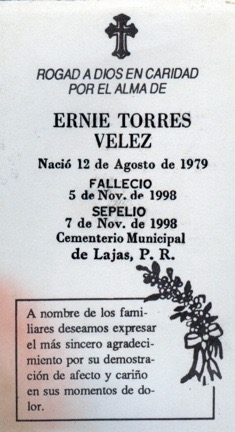 ROGAD A DIOS EN CARIDAD
POR EL ALMA DE
ERNIE TORRES
VELEZ
Nació 12 de Agosto de 1979
FALLECIO
5 de Nov. de 1998
SEPELIO
7 de Nov. de 1998
Cementerio Municipal
de Lajas, P. R.
A nombre de los fami-
liares deseamos expresar
el más sincero agradeci-
miento por su demostra-
ción de afecto y cariño
en sus momentos de do-
lor.